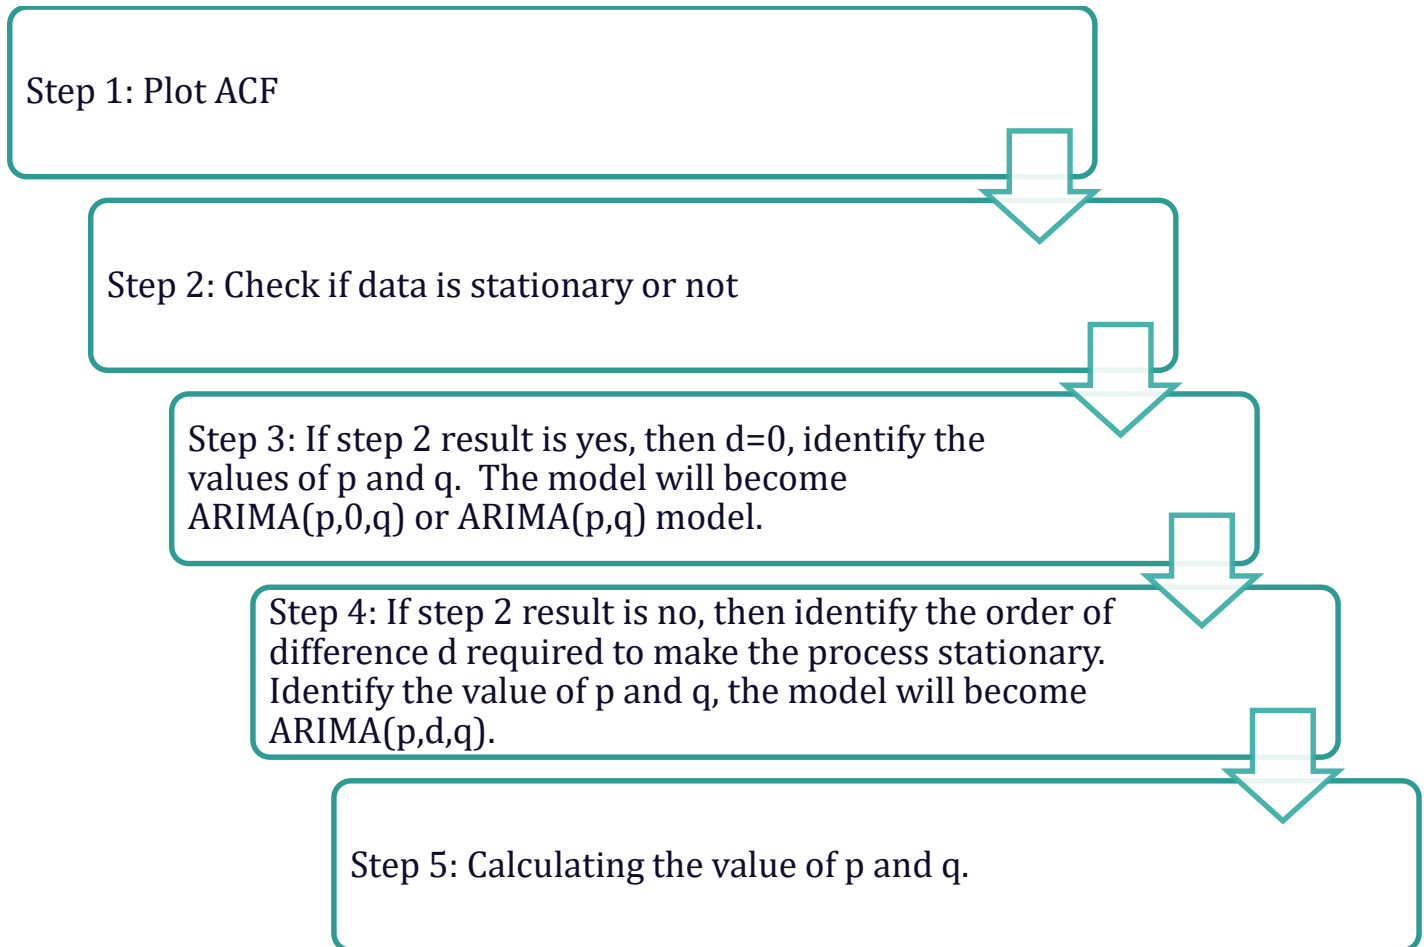 Step 1: Plot ACF
Step 2: Check if data is stationary or not
Step 3: If step 2 result is yes, then d=0, identify the
values of p and q.  The model will become
ARIMA(p,0,q) or ARIMA(p,q) model.
Step 4: If step 2 result is no, then identify the order of
difference d required to make the process stationary.
Identify the value of p and q, the model will become
ARIMA(p,d,q).
Step 5: Calculating the value of p and q.